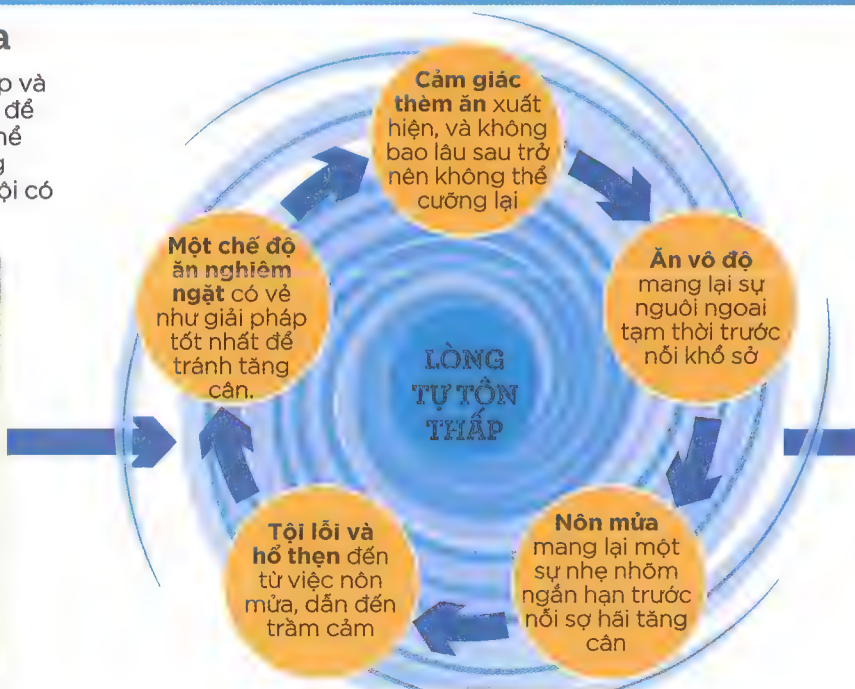 a
p và
để
hể
g
ội có
Cảm giác
thèm ăn xuất
hiện, và không
bao lâu sau trở
nên không thể
cưỡng lại
Ăn vô độ
mang lại sự
nguôi ngoai
tạm thời trước
nỗi khổ sở
Nôn mửa
mang lại một
sự nhẹ nhõm
ngắn hạn trước
nỗi sợ hãi tăng
cân
Tội lỗi và
hổ thẹn đến
từ việc nôn
mửa, dẫn đến
trầm cảm
Một chế độ
ăn nghiêm
ngặt có vẻ
như giải pháp
tốt nhất để
tránh tăng
cân.
LÒNG
TỰ TÔN
THẤP